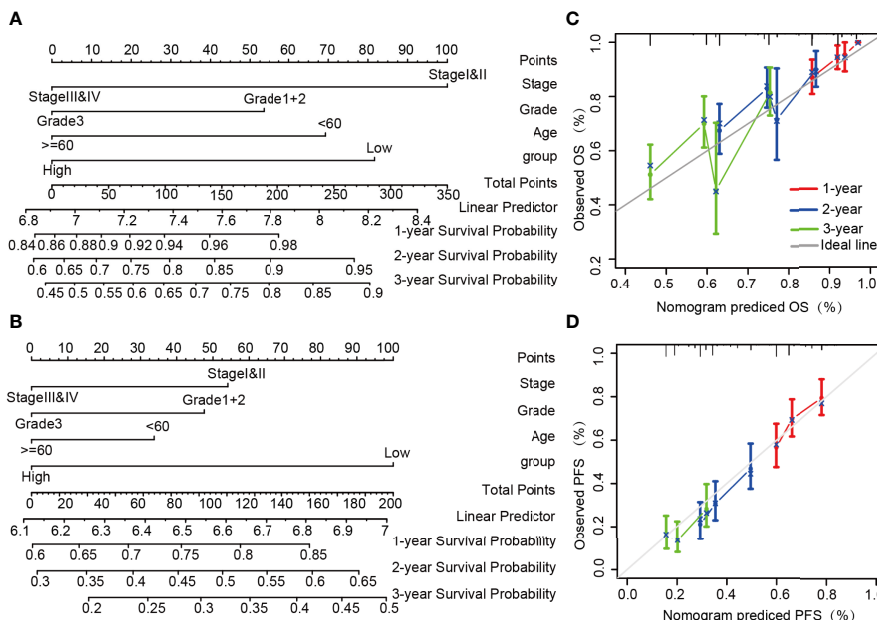 A
0 10 20 30 40 50 60 70 80 90 100
Points
StageI&II
Stage
StageIII&IV
Grade1+2
Grade
Grade3
<60
Age
>=60
Low
group
High
Total Points
0 50 100 150 200 250 300 350
Linear Predictor
6.8 7 7.2 7.4 7.6 7.8 8 8.2 8.4
1-year Survival Probability
0.84 0.86 0.88 0.9 0.92 0.94 0.96 0.98
2-year Survival Probability
0.6 0.65 0.7 0.75 0.8 0.85 0.9 0.95
3-year Survival Probability
0.45 0.5 0.55 0.6 0.65 0.7 0.75 0.8 0.85 0.9
B
0 10 20 30 40 50 60 70 80 90 100
Points
StageI&II
Stage
StageIII&IV
Grade1+2
Grade
Grade3
<60
Age
>=60
Low
group
High
Total Points
0 20 40 60 80 100 120 140 160 180 200
Linear Predictor
6.1 6.2 6.3 6.4 6.5 6.6 6.7 6.8 6.9 7
1-year Survival Probability
0.6 0.65 0.7 0.75 0.8 0.85
2-year Survival Probability
0.3 0.35 0.4 0.45 0.5 0.55 0.6 0.65
3-year Survival Probability
0.2 0.25 0.3 0.35 0.4 0.45 0.5
C
Observed OS (%)
1.0
0.8
0.6
0.4
0.2
1-year
2-year
3-year
Ideal line
0.4 0.5 0.6 0.7 0.8 0.9 1.0
Nomogram prediced OS (%)
D
Observed PFS (%)
1.0
0.8
0.6
0.4
0.2
0.0
0.0 0.2 0.4 0.6 0.8 1.0
Nomogram prediced PFS (%)